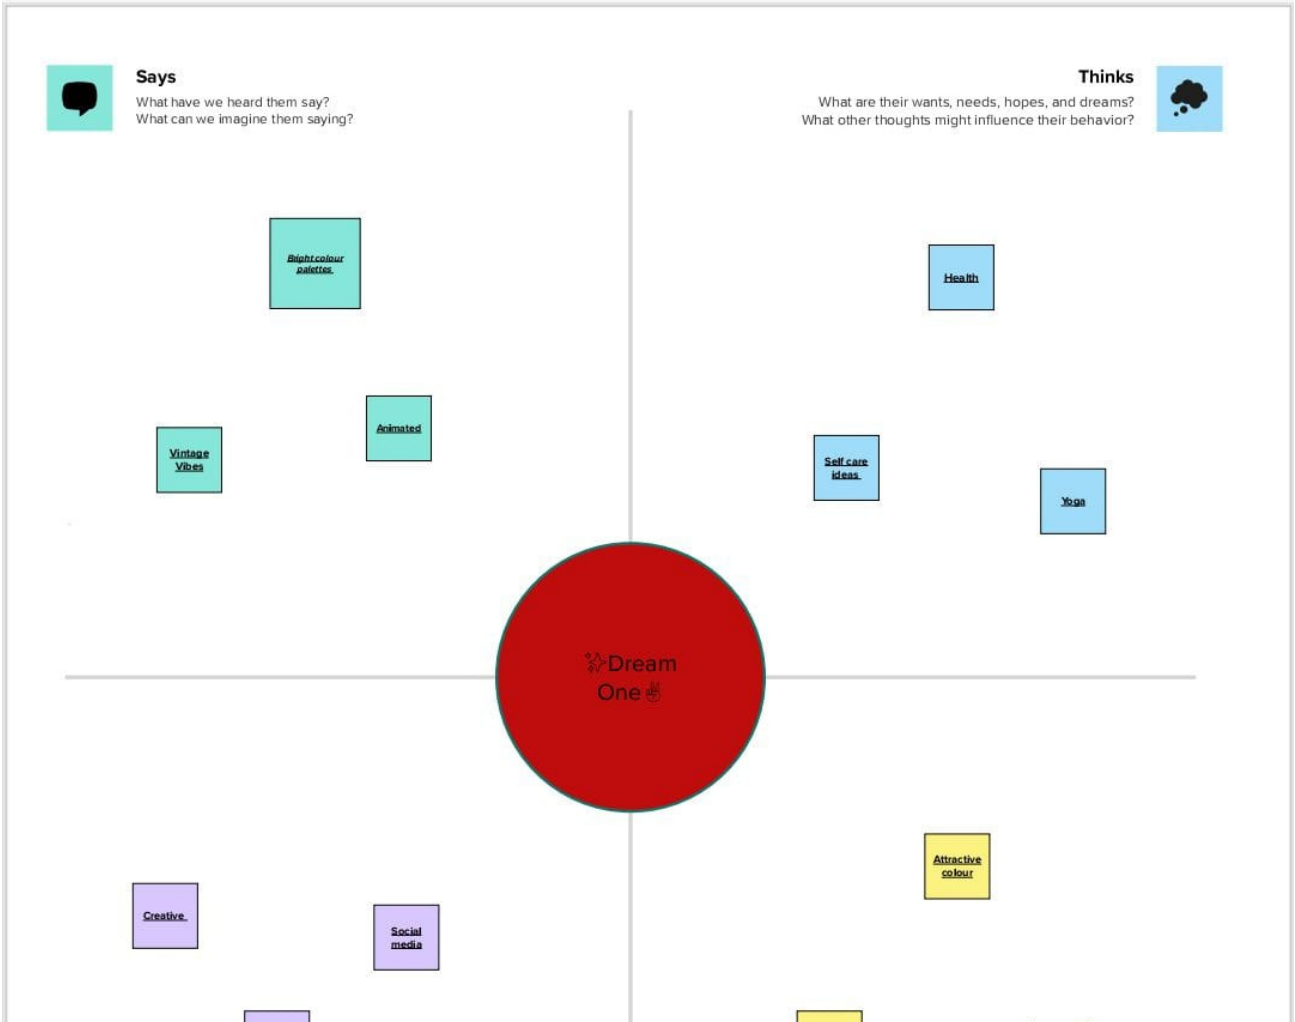 Says
What have we heard them say?
What can we imagine them saying?
Thinks
What are their wants, needs, hopes, and dreams?
What other thoughts might influence their behavior?
Bright colour
palettes
Health
Animated
Vintage
Vibes
Self care
ideas
Yoga
✨Dream
One✌
Attractive
colour
Creative
Social
media